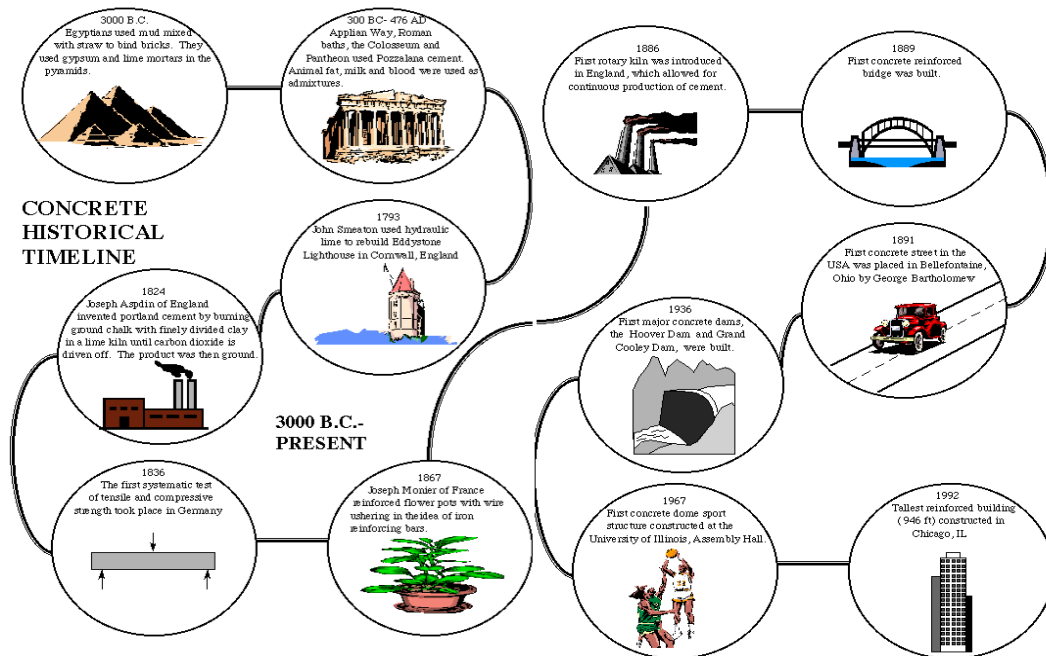 CONCRETE
HISTORICAL
TIMELINE
3000 B.C.-
PRESENT
3000 B.C.
Egyptians used mud mixed
with straw to bind bricks. They
used gypsum and lime mortars in the
pyramids.
300 BC- 476 AD
Applian Way, Roman
baths, the Colosseum and
Pantheon used Pozzalana cement.
Animal fat, milk and blood were used as
admixtures.
1793
John Smeaton used hydraulic
lime to rebuild Eddystone
Lighthouse in Cornwall, England
1824
Joseph Aspdin of England
invented portland cement by burning
ground chalk with finely divided clay
in a lime kiln until carbon dioxide is
driven off. The product was then ground.
1836
The first systematic test
of tensile and compressive
strength took place in Germany
1867
Joseph Monier of France
reinforced flower pots with wire
ushering in the idea of iron
reinforcing bars.
1886
First rotary kiln was introduced
in England, which allowed for
continuous production of cement.
1889
First concrete reinforced
bridge was built.
1891
First concrete street in the
USA was placed in Bellefontaine,
Ohio by George Bartholomew
1936
First major concrete dams,
the Hoover Dam and Grand
Cooley Dam, were built.
1967
First concrete dome sport
structure constructed at the
University of Illinois, Assembly Hall.
1992
Tallest reinforced building
( 946 ft) constructed in
Chicago, IL